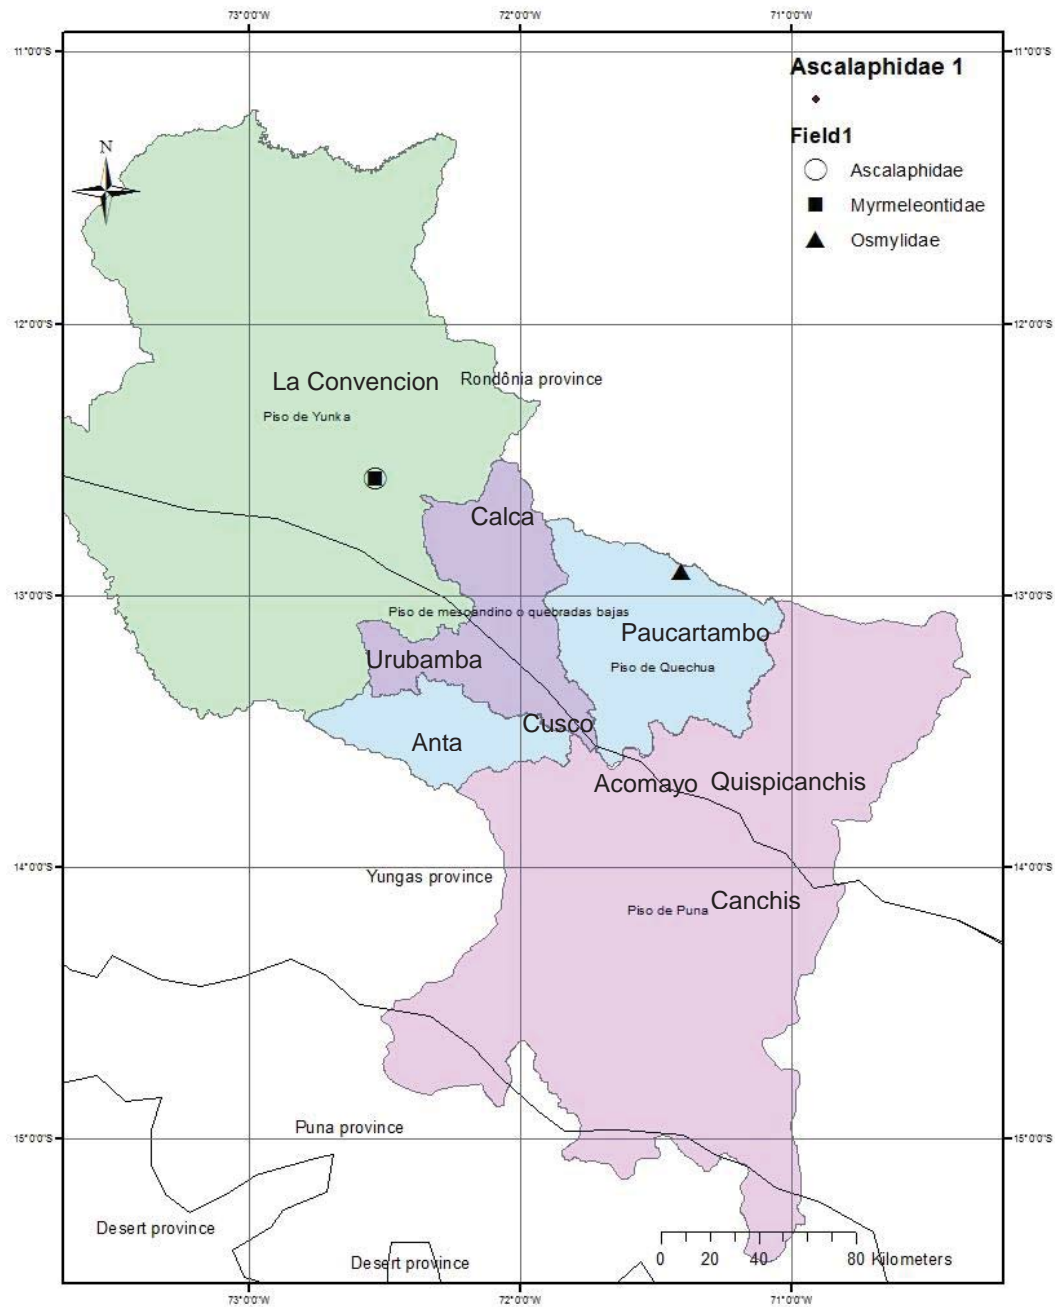 73°0'0"W
72°0'0"W
71°0'0"W
11°0'0"S
11°0'0"S
Ascalaphidae 1
Field1
N
Ascalaphidae
Myrmeleontidae
Osmylidae
12°0'0"S
12°0'0"S
La Convencion
Rondônia province
Piso de Yunka
Calca
13°0'0"S
13°0'0"S
Piso de mesoandino o quebradas bajas
Paucartambo
Urubamba
Piso de Quechua
Cusco
Anta
Acomayo
Quispicanchis
14°0'0"S
14°0'0"S
Yungas province
Piso de Puna
Canchis
Puna province
15°0'0"S
15°0'0"S
Desert province
Desert province
0 20 40 80 Kilometers
73°0'0"W
72°0'0"W
71°0'0"W